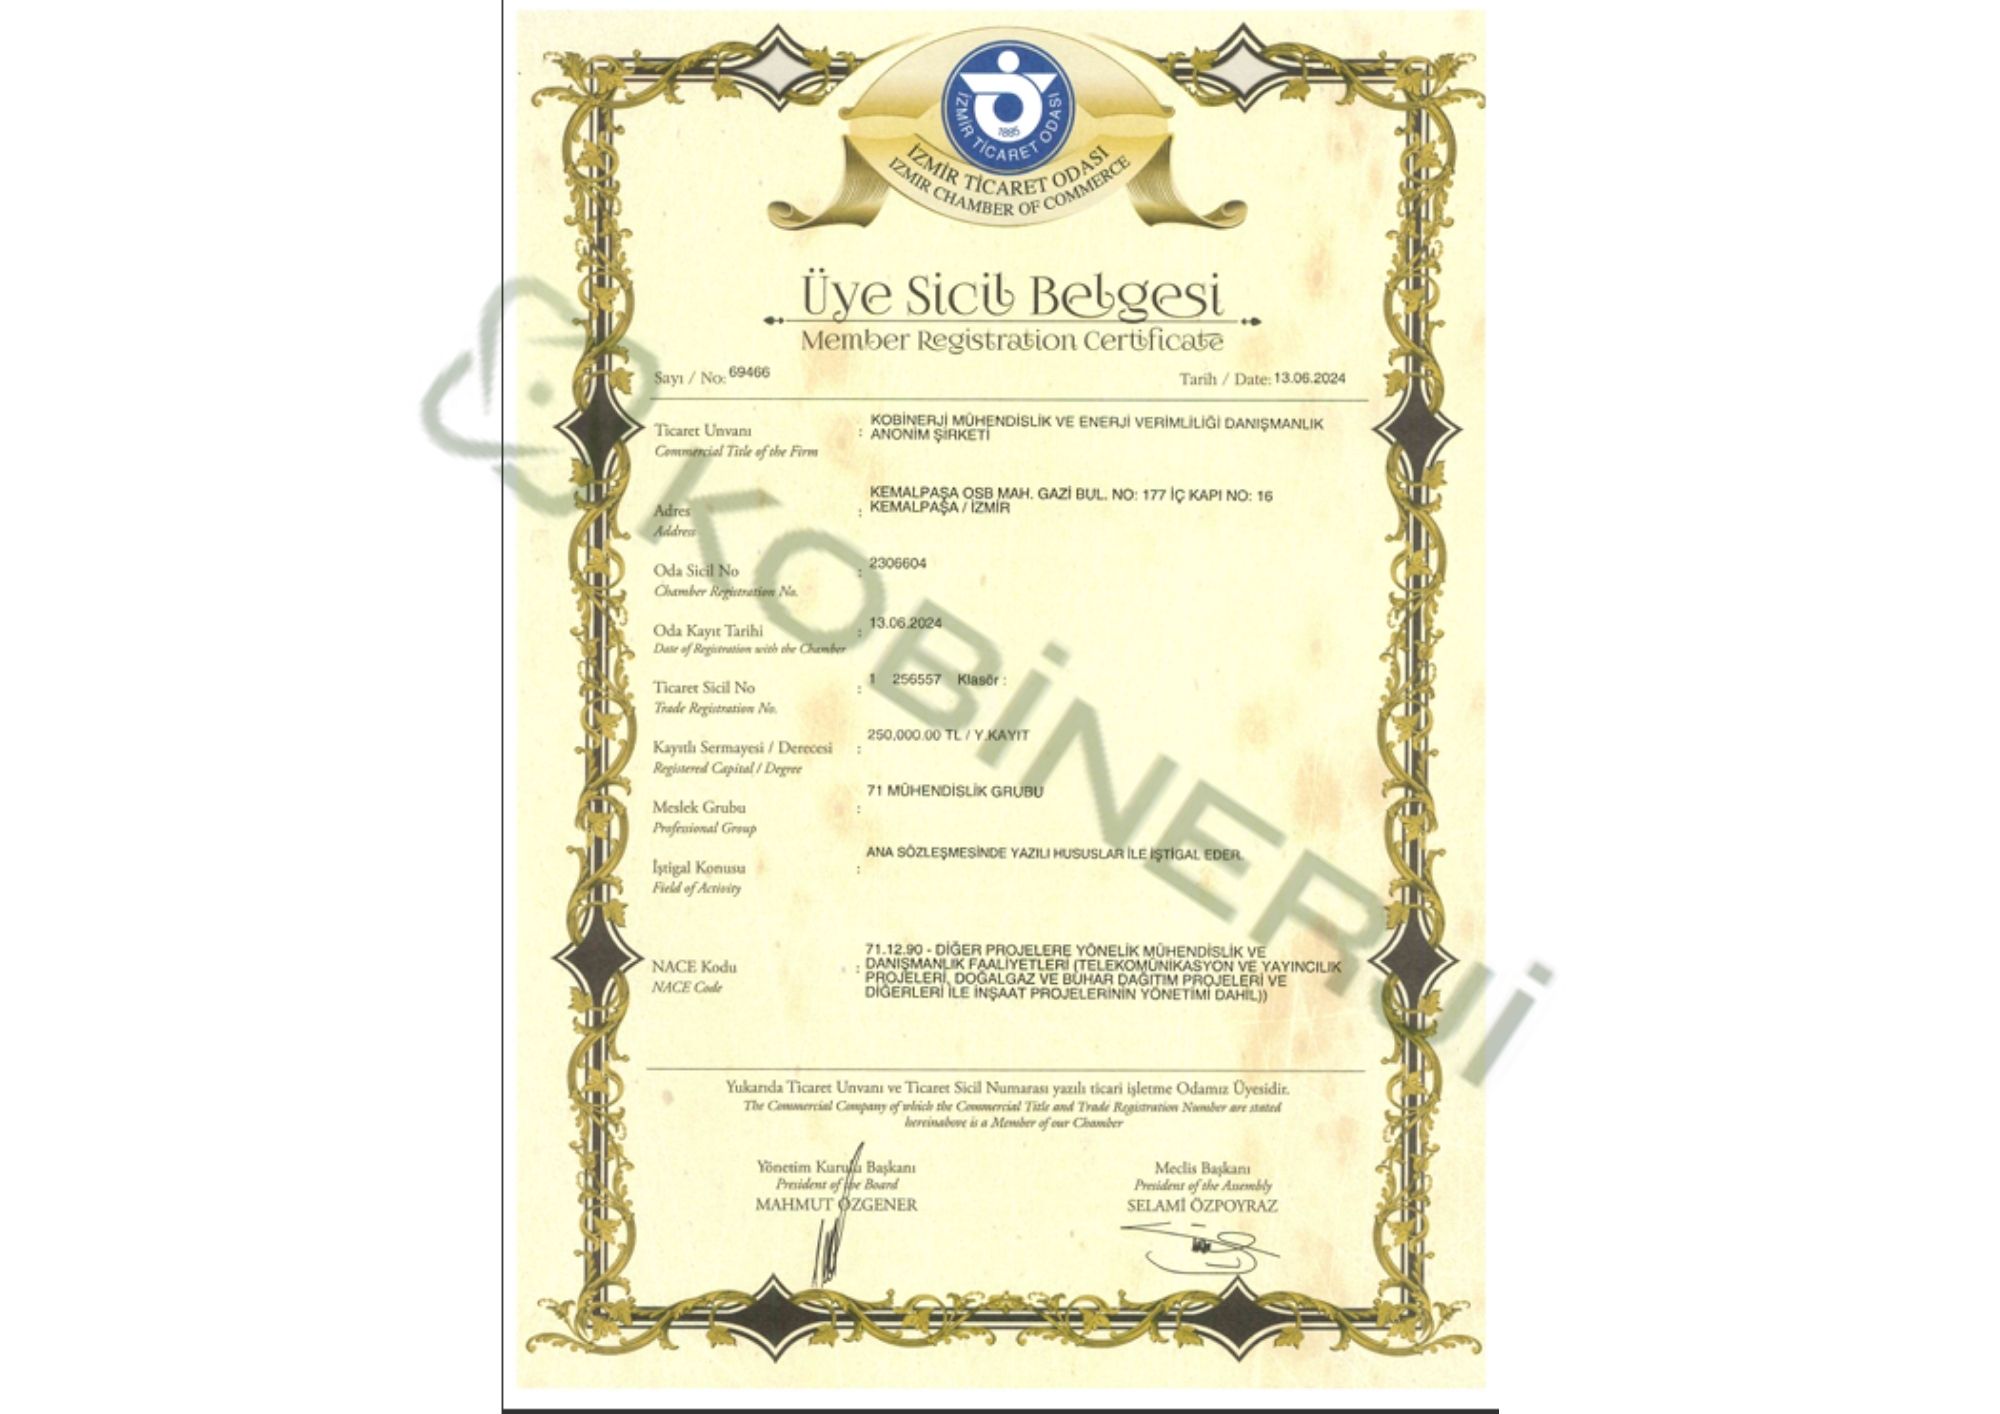 İZMİR TİCARET ODASI
1885
İZMİR TİCARET ODASI
IZMIR CHAMBER OF COMMERCE
Üye Sicil Belgesi
Member Registration Certificate
Sayı / No: 69466
Tarih / Date: 13.06.2024
Ticaret Unvanı
Commercial Title of the Firm
: KOBİNERJİ MÜHENDİSLİK VE ENERJİ VERİMLİLİĞİ DANIŞMANLIK
ANONİM ŞİRKETİ
Adres
Address
: KEMALPAŞA OSB MAH. GAZİ BUL. NO: 177 İÇ KAPI NO: 16
KEMALPAŞA / İZMİR
Oda Sicil No
Chamber Registration No.
: 2306604
Oda Kayıt Tarihi
Date of Registration with the Chamber
: 13.06.2024
Ticaret Sicil No
Trade Registration No.
: 1 256557 Klasör :
Kayıtlı Sermayesi / Derecesi
Registered Capital / Degree
: 250,000.00 TL / Y.KAYIT
Meslek Grubu
Professional Group
: 71 MÜHENDİSLİK GRUBU
İştigal Konusu
Field of Activity
: ANA SÖZLEŞMESİNDE YAZILI HUSUSLAR İLE İŞTİGAL EDER.
NACE Kodu
NACE Code
: 71.12.90 - DİĞER PROJELERE YÖNELİK MÜHENDİSLİK VE
DANIŞMANLIK FAALİYETLERİ (TELEKOMÜNİKASYON VE YAYINCILIK
PROJELERİ, DOĞALGAZ VE BUHAR DAĞITIM PROJELERİ VE
DİĞERLERİ İLE İNŞAAT PROJELERİNİN YÖNETİMİ DAHİL))
KOBİNERJİ
Yukarıda Ticaret Unvanı ve Ticaret Sicil Numarası yazılı ticari işletme Odamız Üyesidir.
The Commercial Company of which the Commercial Title and Trade Registration Number are stated
hereinabove is a Member of our Chamber
Yönetim Kurulu Başkanı
President of the Board
MAHMUT ÖZGENER
Meclis Başkanı
President of the Assembly
SELAMİ ÖZPOYRAZ